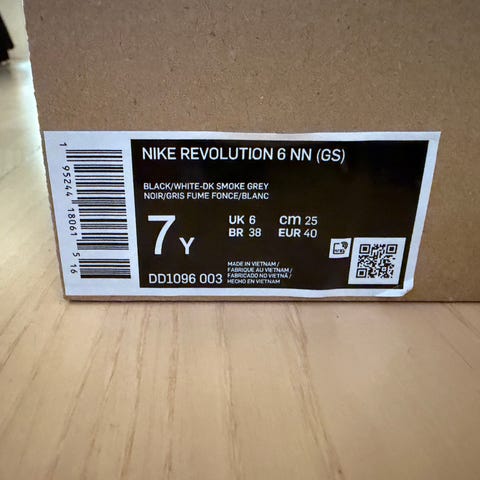 NIKE REVOLUTION 6 NN (GS)
BLACK/WHITE-DK SMOKE GREY
NOIR/GRIS FUME FONCE/BLANC
7 Y
UK 6 cm 25
BR 38 EUR 40
DD1096 003
MADE IN VIETNAM/
FABRIQUE AU VIETNAM/
FABRICADO NO VIETNÃ/
HECHO EN VIETNAM
1 95244 18061 5 16